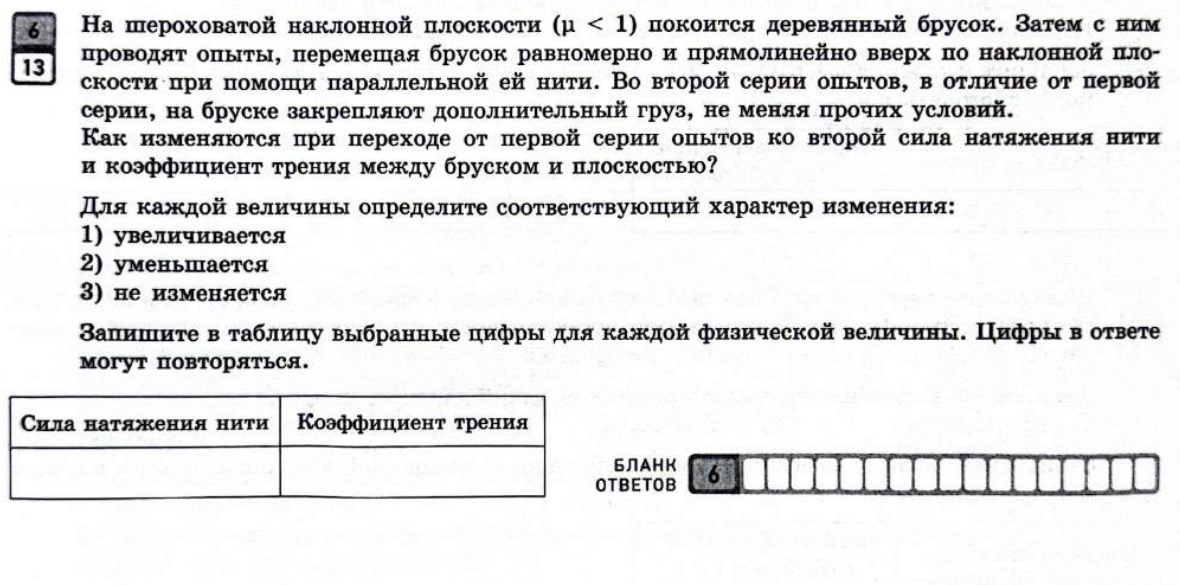 6
13
На шероховатой наклонной плоскости (μ < 1) покоится деревянный брусок. Затем с ним
проводят опыты, перемещая брусок равномерно и прямолинейно вверх по наклонной пло-
скости при помощи параллельной ей нити. Во второй серии опытов, в отличие от первой
серии, на бруске закрепляют дополнительный груз, не меняя прочих условий.
Как изменяются при переходе от первой серии опытов ко второй сила натяжения нити
и коэффициент трения между бруском и плоскостью?
Для каждой величины определите соответствующий характер изменения:
1) увеличивается
2) уменьшается
3) не изменяется
Запишите в таблицу выбранные цифры для каждой физической величины. Цифры в ответе
могут повторяться.
Сила натяжения нити Коэффициент трения
БЛАНК
ОТВЕТОВ 6